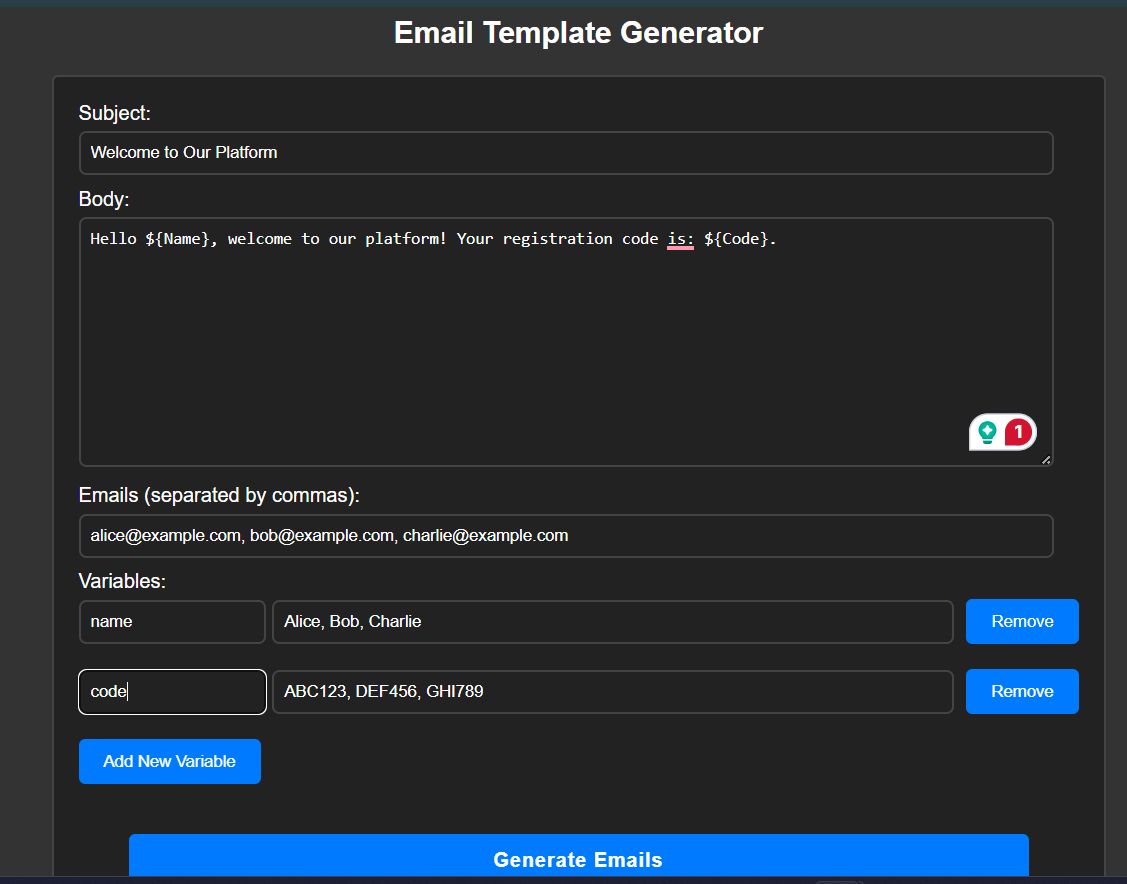 Email Template Generator
Subject:
Welcome to Our Platform
Body:
Hello ${Name}, welcome to our platform! Your registration code is: ${Code}.
1
Emails (separated by commas):
alice@example.com, bob@example.com, charlie@example.com
Variables:
name Alice, Bob, Charlie Remove
code ABC123, DEF456, GHI789 Remove
Add New Variable
Generate Emails